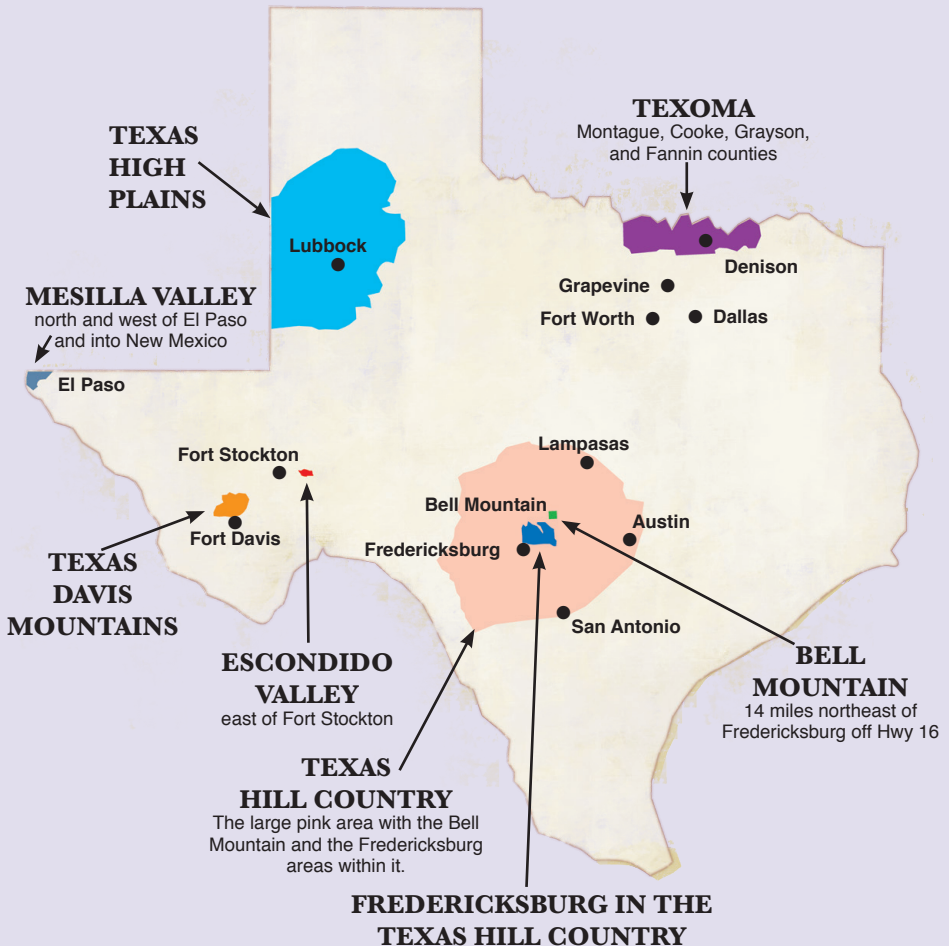 TEXOMA
Montague, Cooke, Grayson,
and Fannin counties
TEXAS
HIGH
PLAINS
Lubbock
Denison
Grapevine
Fort Worth
Dallas
MESILLA VALLEY
north and west of El Paso
and into New Mexico
El Paso
Fort Stockton
Fort Davis
Lampasas
Bell Mountain
Austin
Fredericksburg
San Antonio
TEXAS
DAVIS
MOUNTAINS
ESCONDIDO
VALLEY
east of Fort Stockton
BELL
MOUNTAIN
14 miles northeast of
Fredericksburg off Hwy 16
TEXAS
HILL COUNTRY
The large pink area with the Bell
Mountain and the Fredericksburg
areas within it.
FREDERICKSBURG IN THE
TEXAS HILL COUNTRY